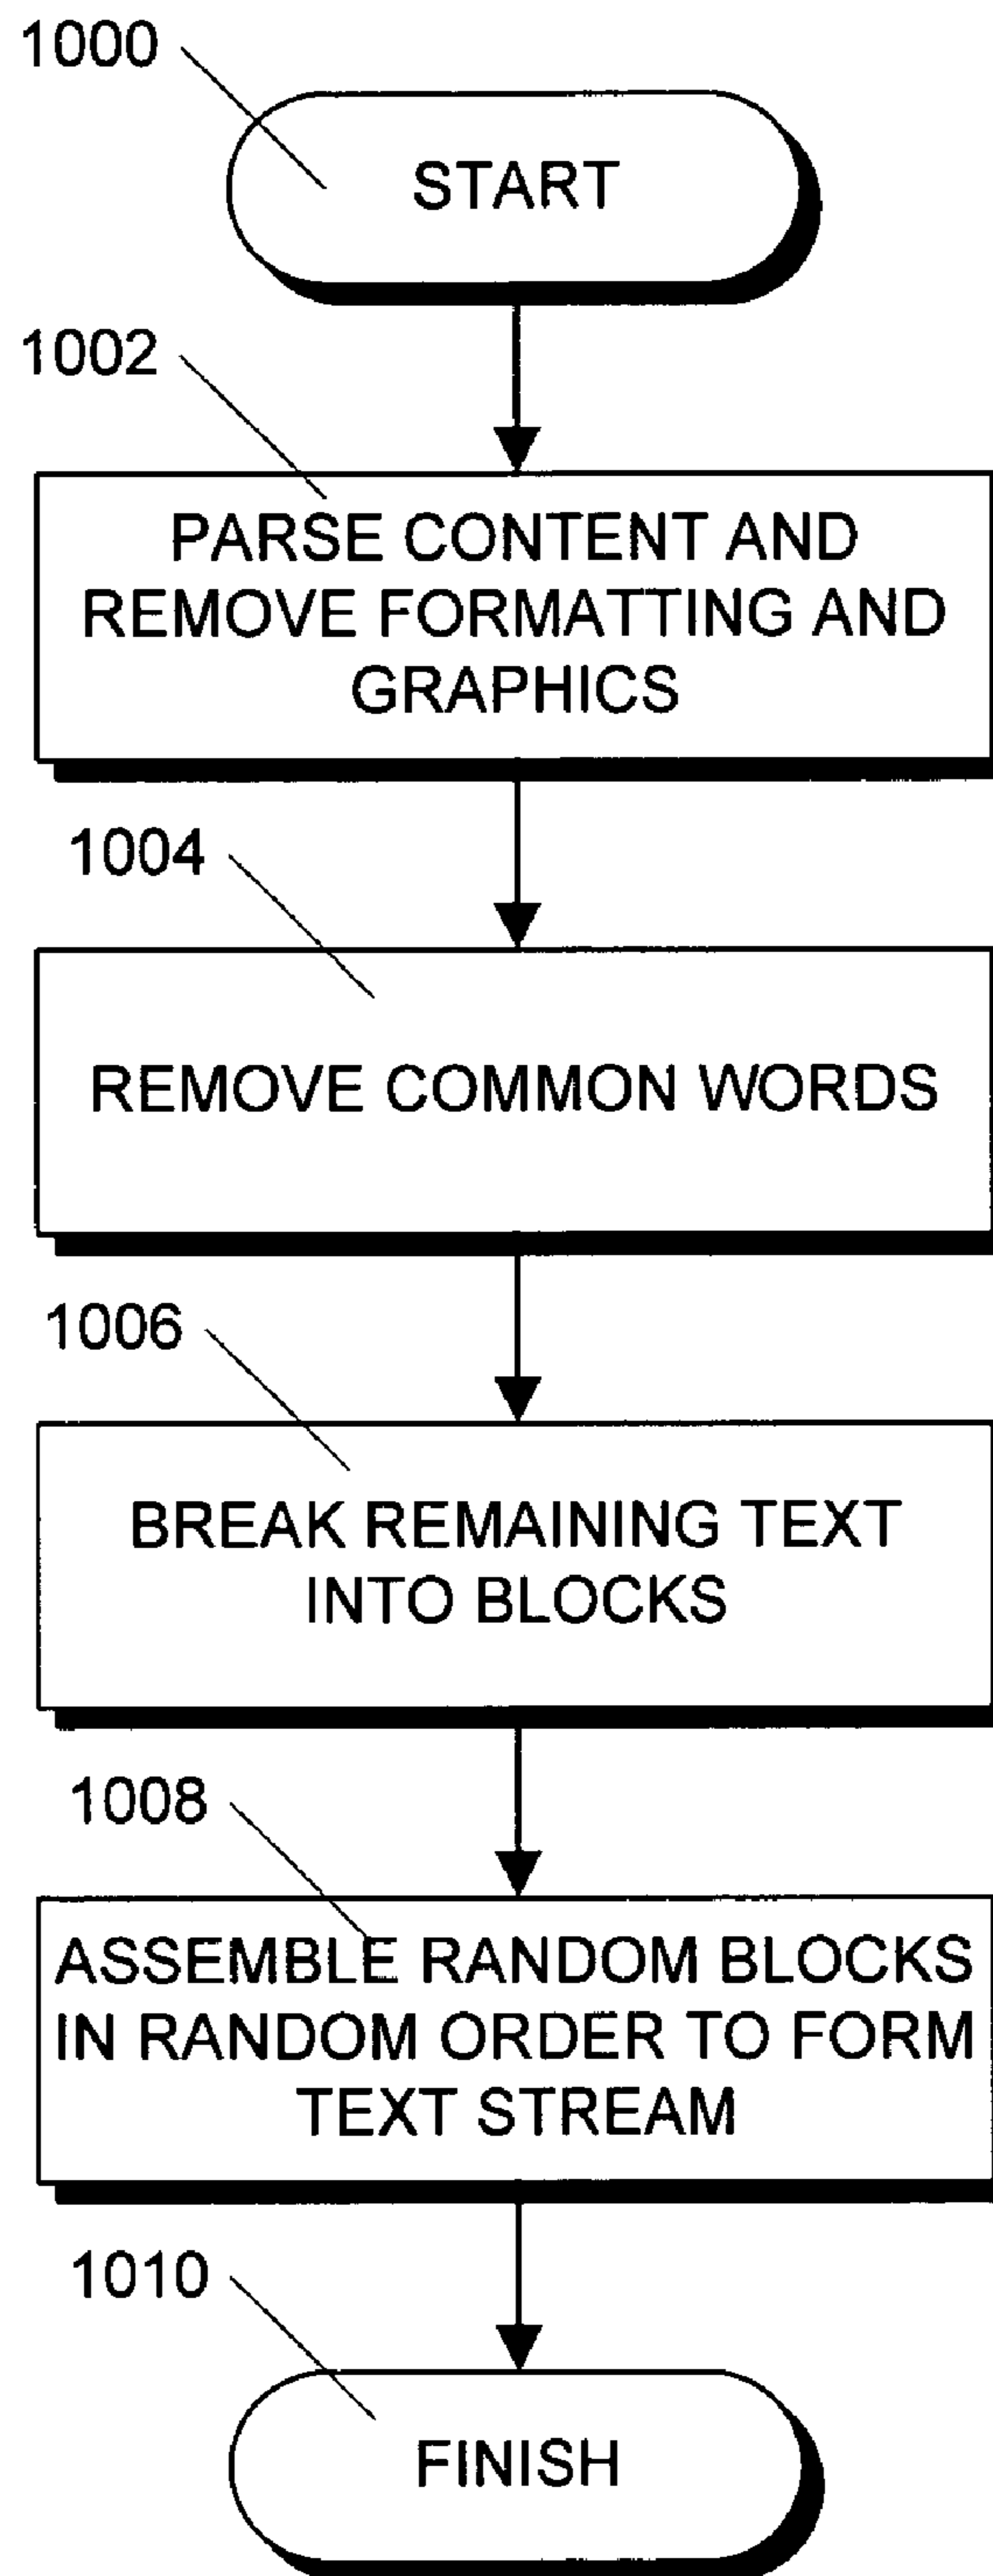 1000
START
1002
PARSE CONTENT AND
REMOVE FORMATTING AND
GRAPHICS
1004
REMOVE COMMON WORDS
1006
BREAK REMAINING TEXT
INTO BLOCKS
1008
ASSEMBLE RANDOM BLOCKS
IN RANDOM ORDER TO FORM
TEXT STREAM
1010
FINISH